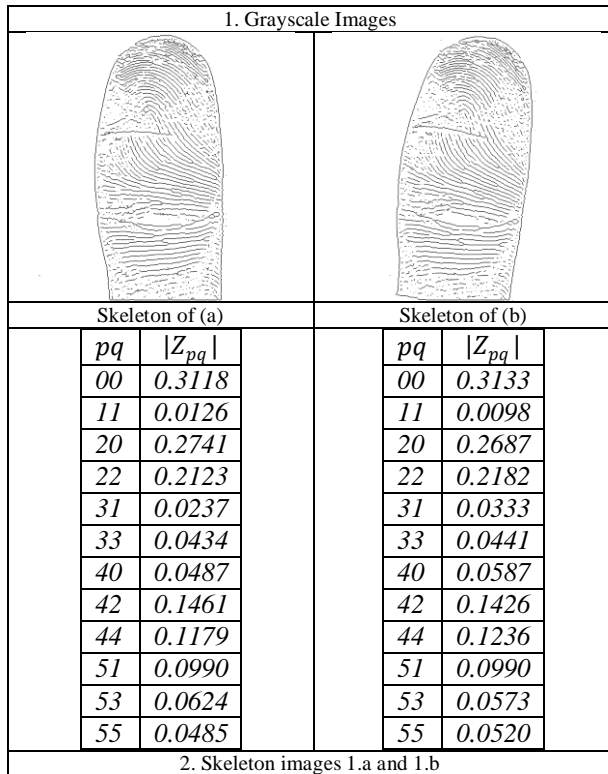 1. Grayscale Images
Skeleton of (a) Skeleton of (b)
pq |Z_pq| pq |Z_pq|
00 0.3118 00 0.3133
11 0.0126 11 0.0098
20 0.2741 20 0.2687
22 0.2123 22 0.2182
31 0.0237 31 0.0333
33 0.0434 33 0.0441
40 0.0487 40 0.0587
42 0.1461 42 0.1426
44 0.1179 44 0.1236
51 0.0990 51 0.0990
53 0.0624 53 0.0573
55 0.0485 55 0.0520
2. Skeleton images 1.a and 1.b